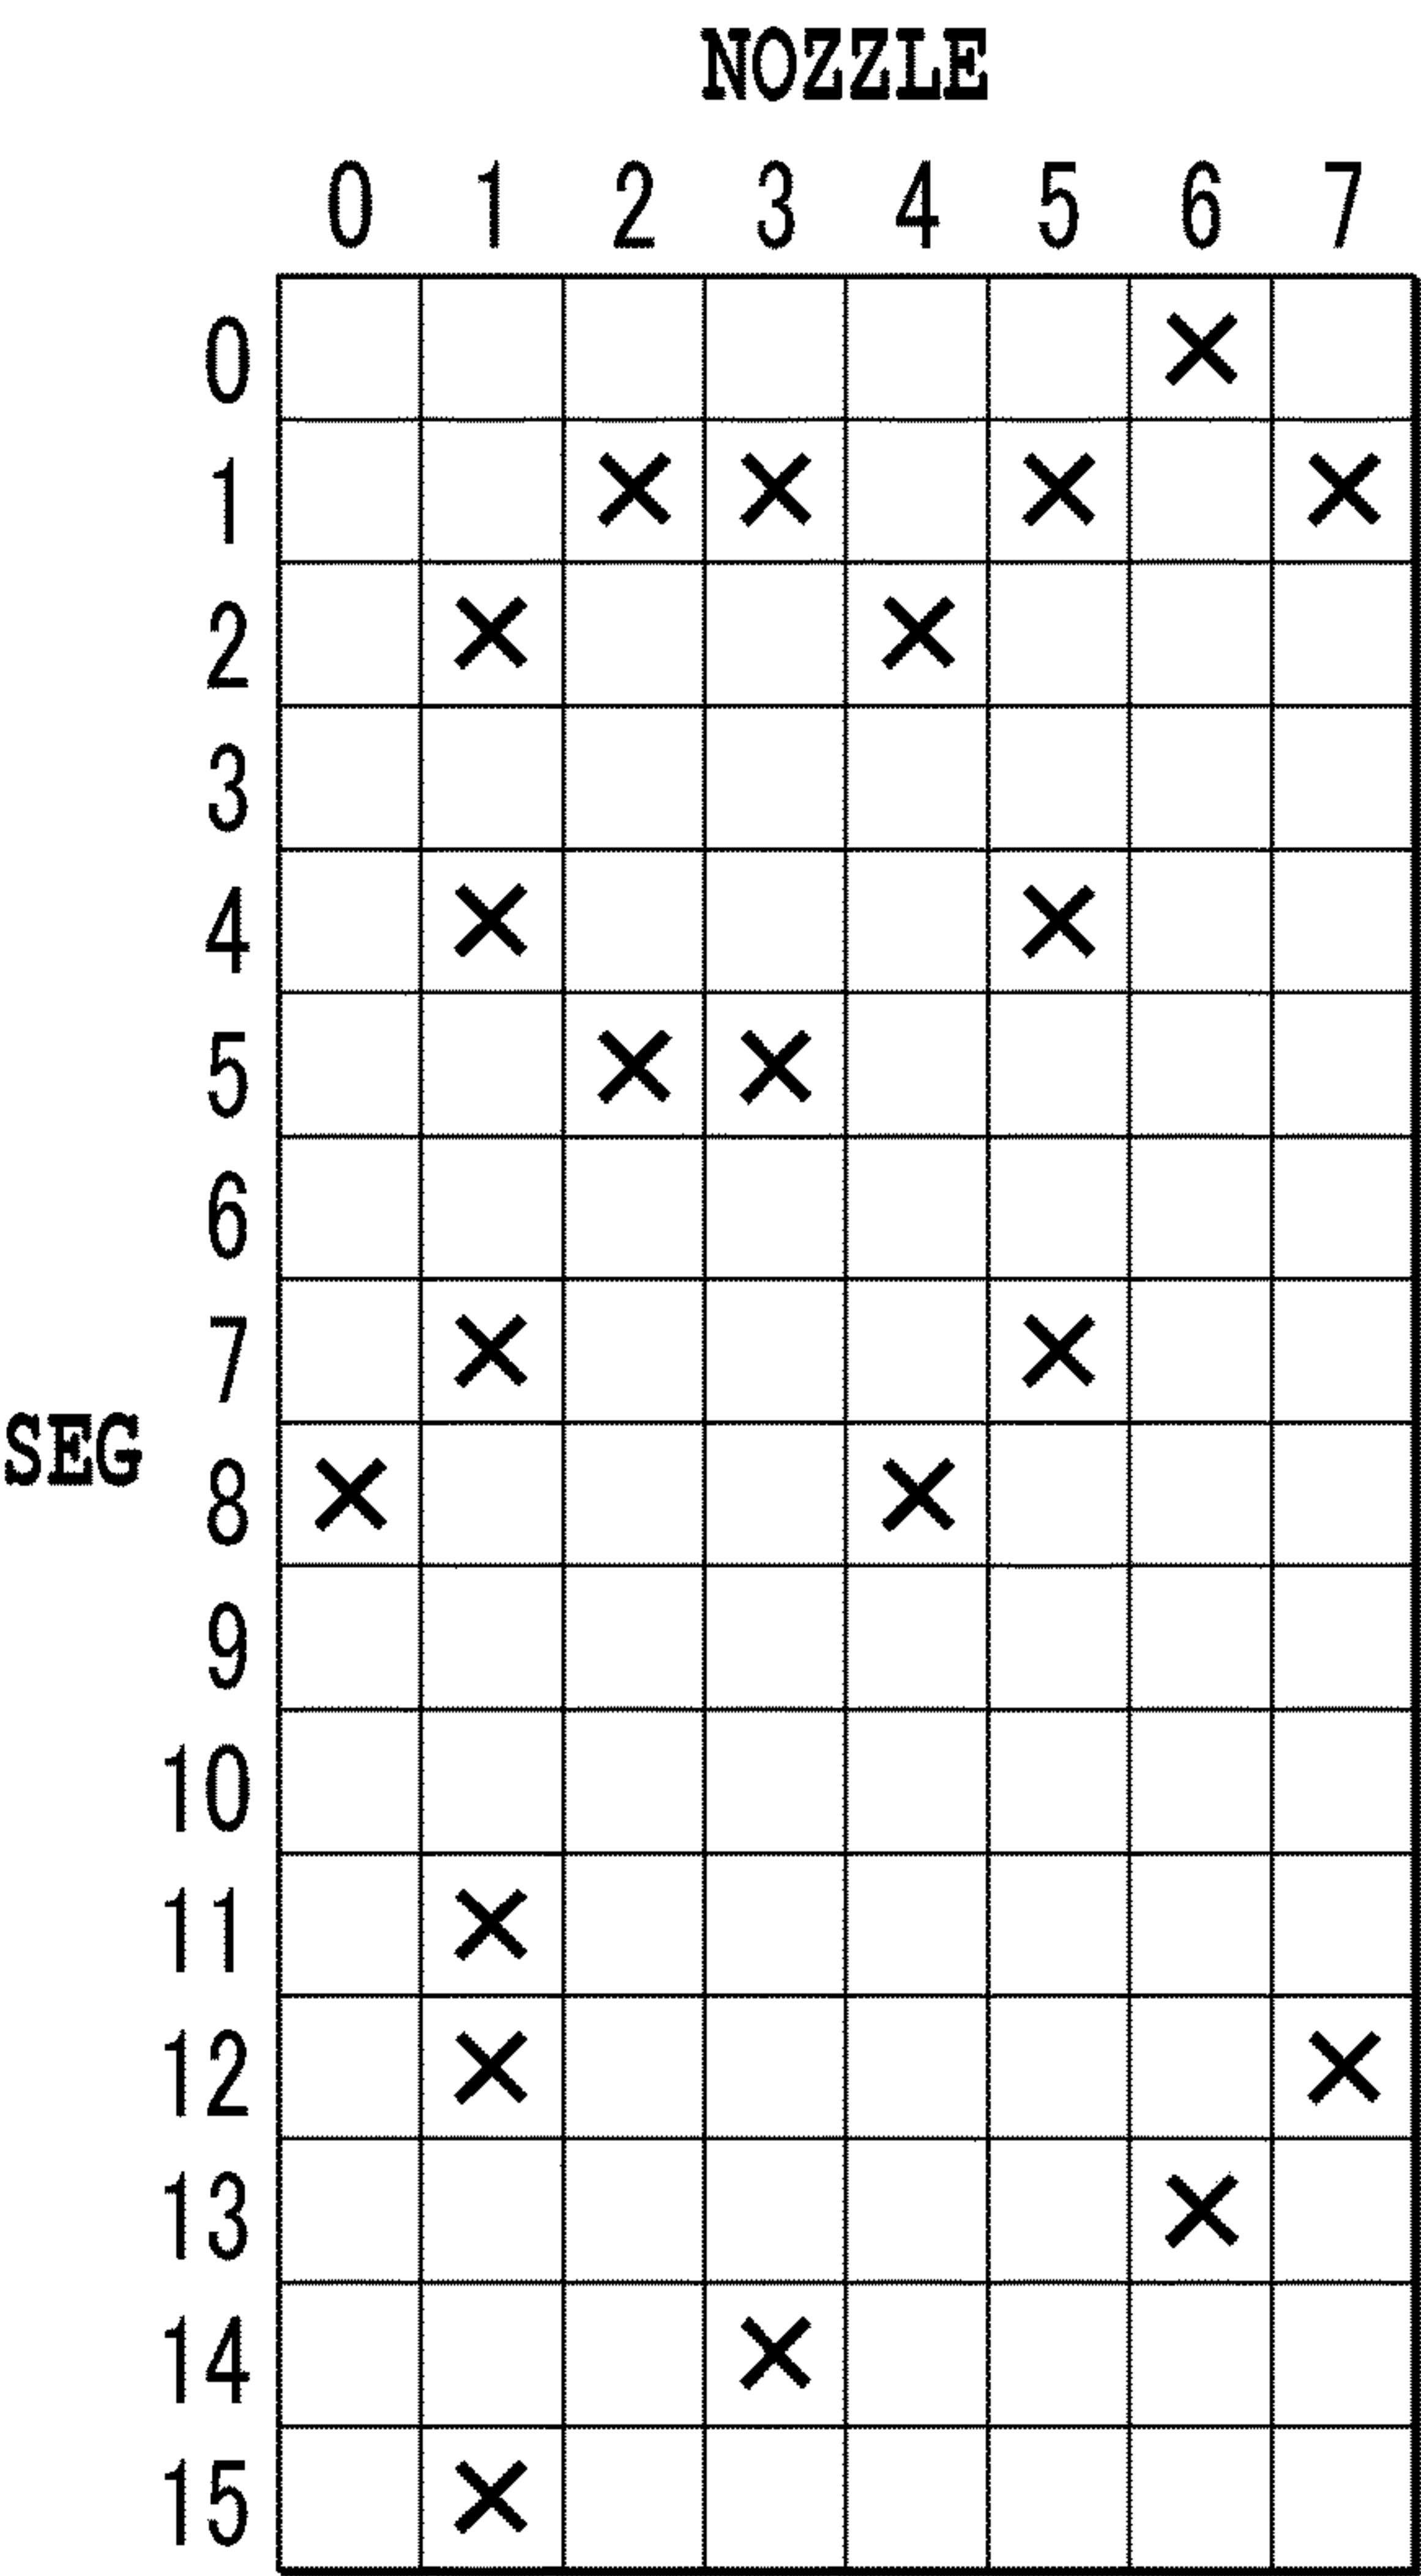 NOZZLE
0 1 2 3 4 5 6 7
0 ×
1 × × × ×
2 × ×
3
4 × ×
5 × ×
6
7 × ×
SEG
8 × ×
9
10
11 ×
12 × ×
13 ×
14 ×
15 ×